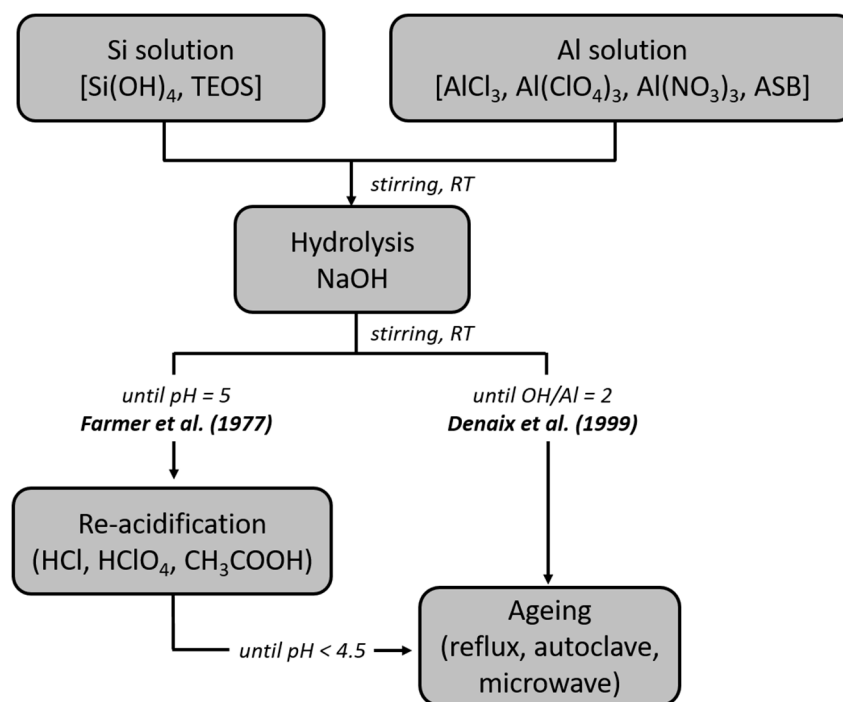 Si solution
[Si(OH)₄, TEOS]
Al solution
[AlCl₃, Al(ClO₄)₃, Al(NO₃)₃, ASB]
stirring, RT
Hydrolysis
NaOH
stirring, RT
until pH = 5
Farmer et al. (1977)
until OH/Al = 2
Denaix et al. (1999)
Re-acidification
(HCl, HClO₄, CH₃COOH)
until pH < 4.5
Ageing
(reflux, autoclave,
microwave)